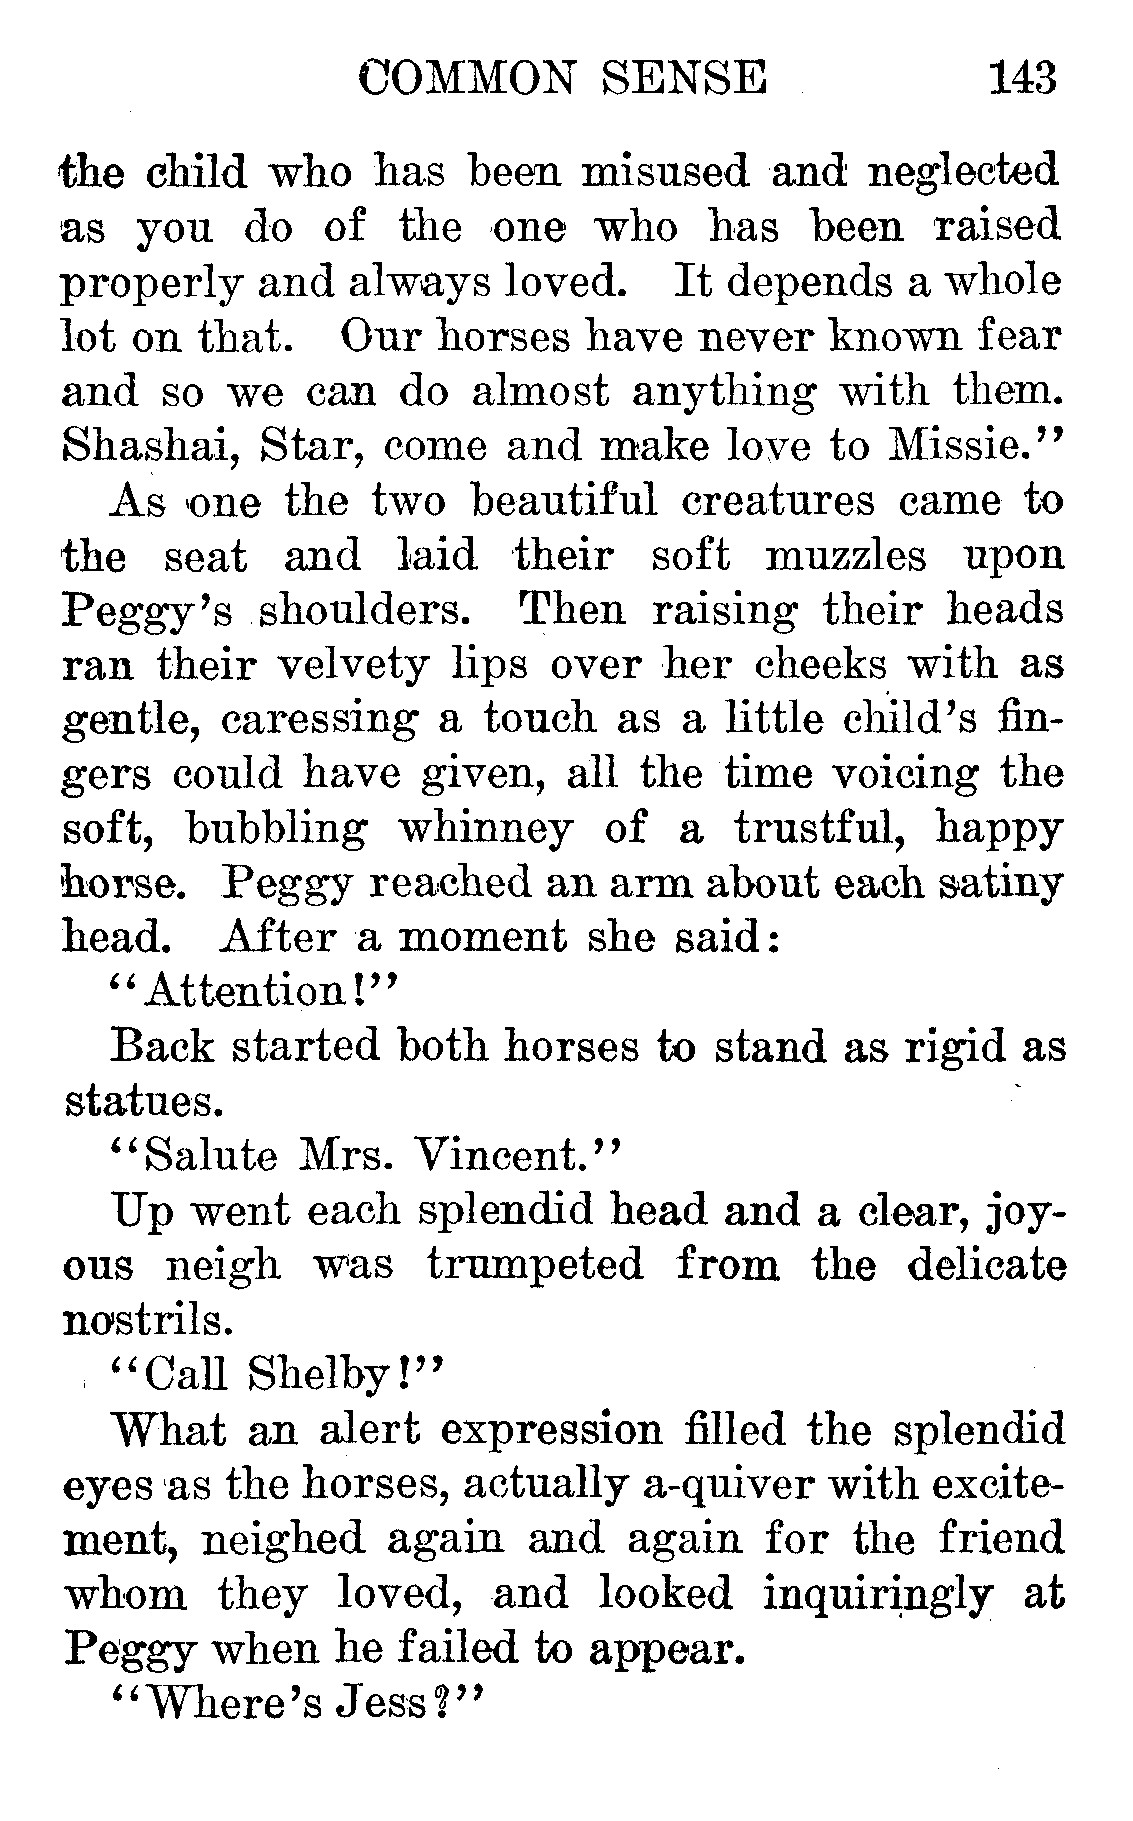 COMMON SENSE 143
the child who has been misused and neglected
as you do of the one who has been raised
properly and always loved. It depends a whole
lot on that. Our horses have never known fear
and so we can do almost anything with them.
Shashai, Star, come and make love to Missie.”
As one the two beautiful creatures came to
the seat and laid their soft muzzles upon
Peggy’s shoulders. Then raising their heads
ran their velvety lips over her cheeks with as
gentle, caressing a touch as a little child’s fin-
gers could have given, all the time voicing the
soft, bubbling whinney of a trustful, happy
horse. Peggy reached an arm about each satiny
head. After a moment she said:
“Attention!”
Back started both horses to stand as rigid as
statues.
“Salute Mrs. Vincent.”
Up went each splendid head and a clear, joy-
ous neigh was trumpeted from the delicate
nostrils.
“Call Shelby!”
What an alert expression filled the splendid
eyes as the horses, actually a-quiver with excite-
ment, neighed again and again for the friend
whom they loved, and looked inquiringly at
Peggy when he failed to appear.
“Where’s Jess?”